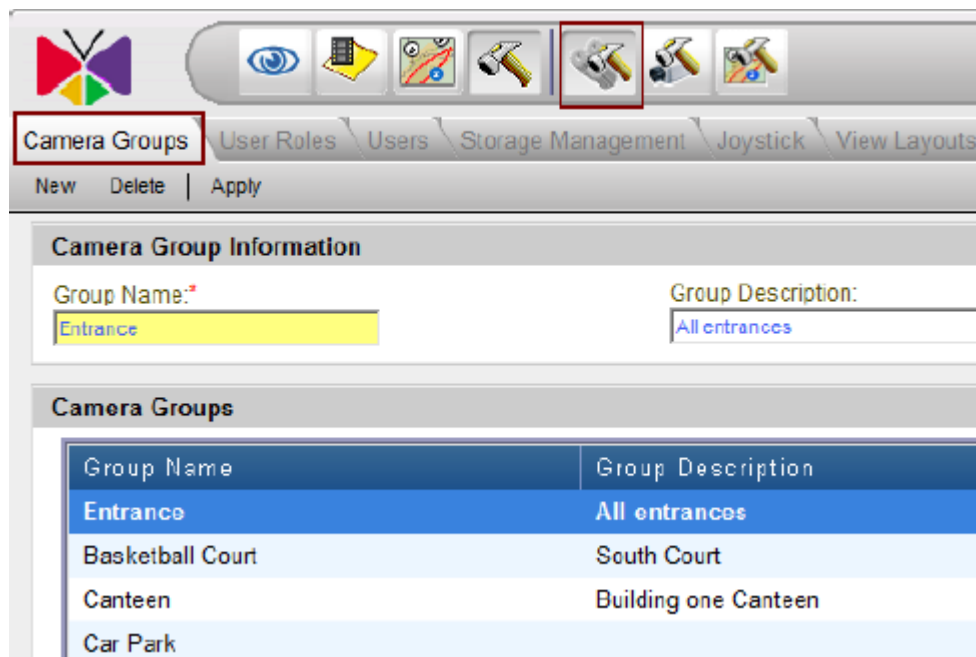 Camera Groups User Roles Users Storage Management Joystick View Layouts
New Delete | Apply
Camera Group Information
Group Name:* Group Description:
Entrance All entrances
Camera Groups
Group Name Group Description
Entrance All entrances
Basketball Court South Court
Canteen Building one Canteen
Car Park